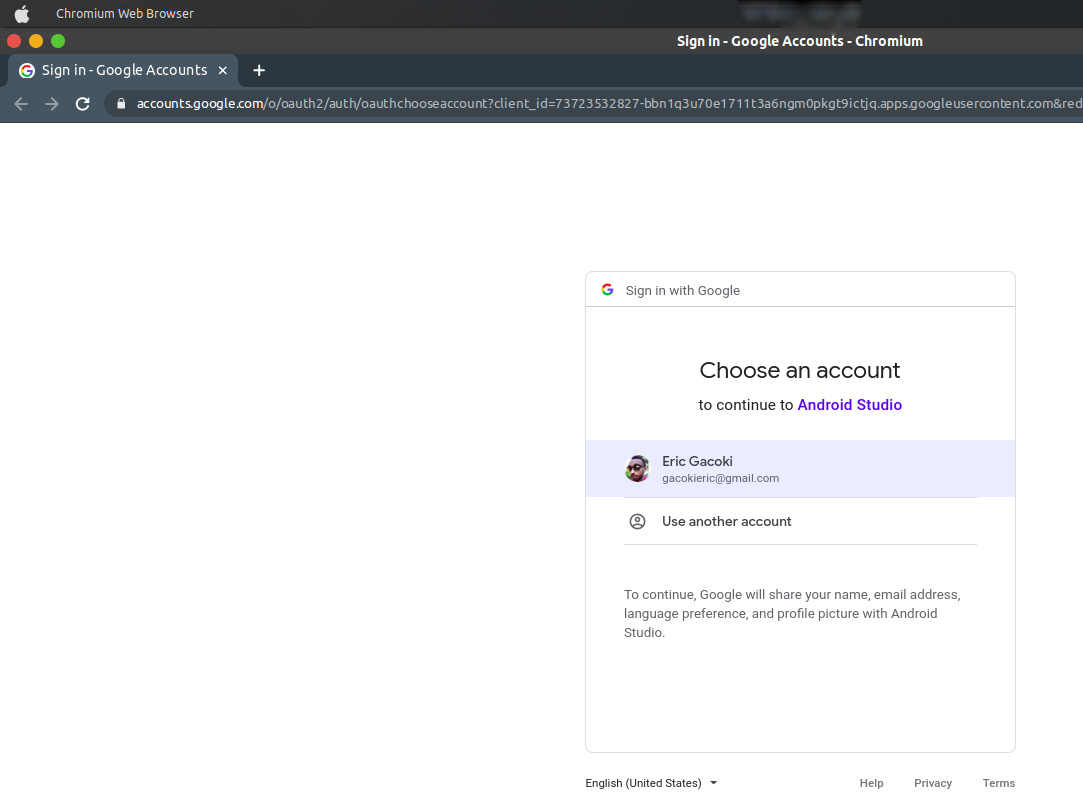 Chromium Web Browser
Sign in - Google Accounts - Chromium
Sign in - Google Accounts
accounts.google.com/o/oauth2/auth/oauthchooseaccount?client_id=73723532827-bbn1q3u70e1711t3a6ngm0pkgt9ictjq.apps.googleusercontent.com&red
Sign in with Google
Choose an account
to continue to Android Studio
Eric Gacoki
gacokieric@gmail.com
Use another account
To continue, Google will share your name, email address,
language preference, and profile picture with Android
Studio.
English (United States) Help Privacy Terms